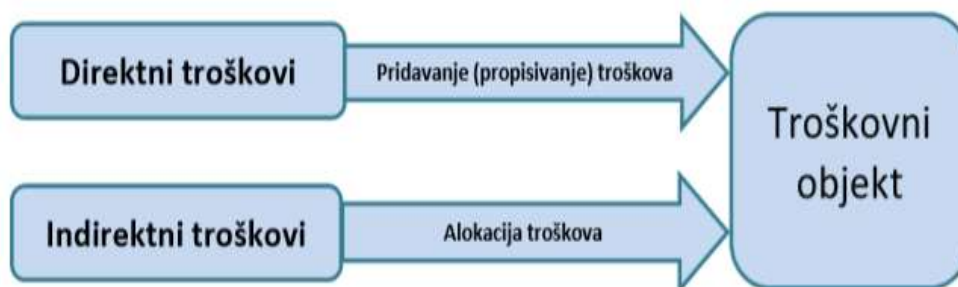 Direktni troškovi
Pridavanje (propisivanje) troškova
Troškovni
objekt
Indirektni troškovi
Alokacija troškova